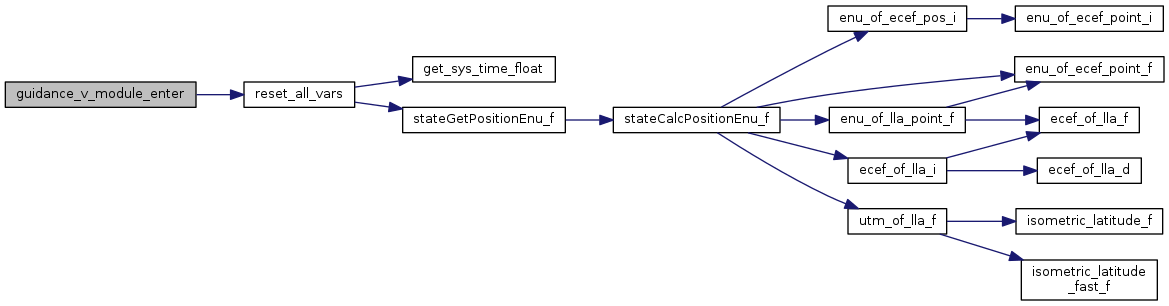 guidance_v_module_enter
reset_all_vars
get_sys_time_float
stateGetPositionEnu_f
stateCalcPositionEnu_f
enu_of_ecef_pos_i
enu_of_ecef_point_i
enu_of_ecef_point_f
enu_of_lla_point_f
ecef_of_lla_f
ecef_of_lla_i
ecef_of_lla_d
utm_of_lla_f
isometric_latitude_f
isometric_latitude
_fast_f